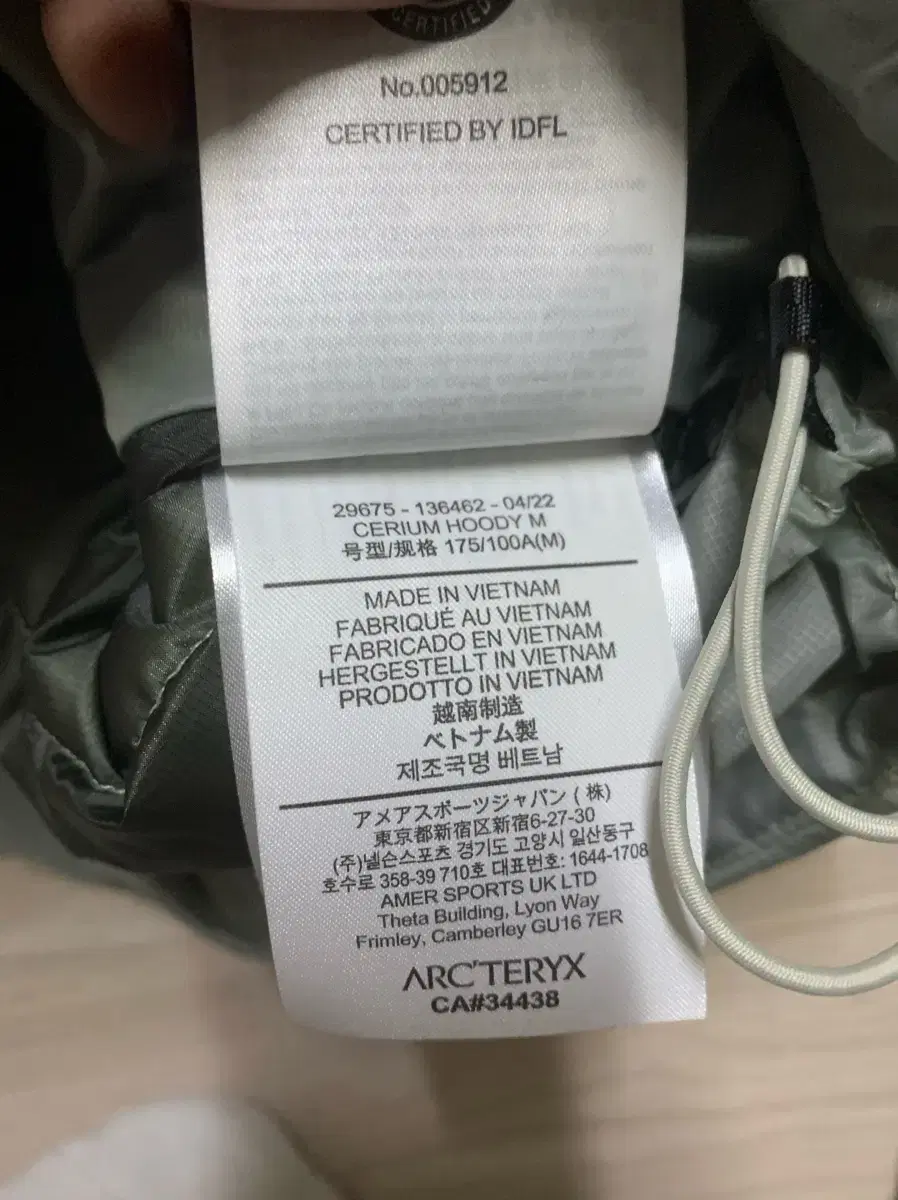 CERTIFIED
No.005912
CERTIFIED BY IDFL
29675 - 136462 - 04/22
CERIUM HOODY M
号型/规格 175/100A(M)
MADE IN VIETNAM
FABRIQUÉ AU VIETNAM
FABRICADO EN VIETNAM
HERGESTELLT IN VIETNAM
PRODOTTO IN VIETNAM
越南制造
ベトナム製
제조국명 베트남
アメアスポーツジャパン (株)
東京都新宿区新宿6-27-30
(주)넬슨스포츠 경기도 고양시 일산동구
호수로 358-39 710호 대표번호: 1644-1708
AMER SPORTS UK LTD
Theta Building, Lyon Way
Frimley, Camberley GU16 7ER
ARC'TERYX
CA#34438